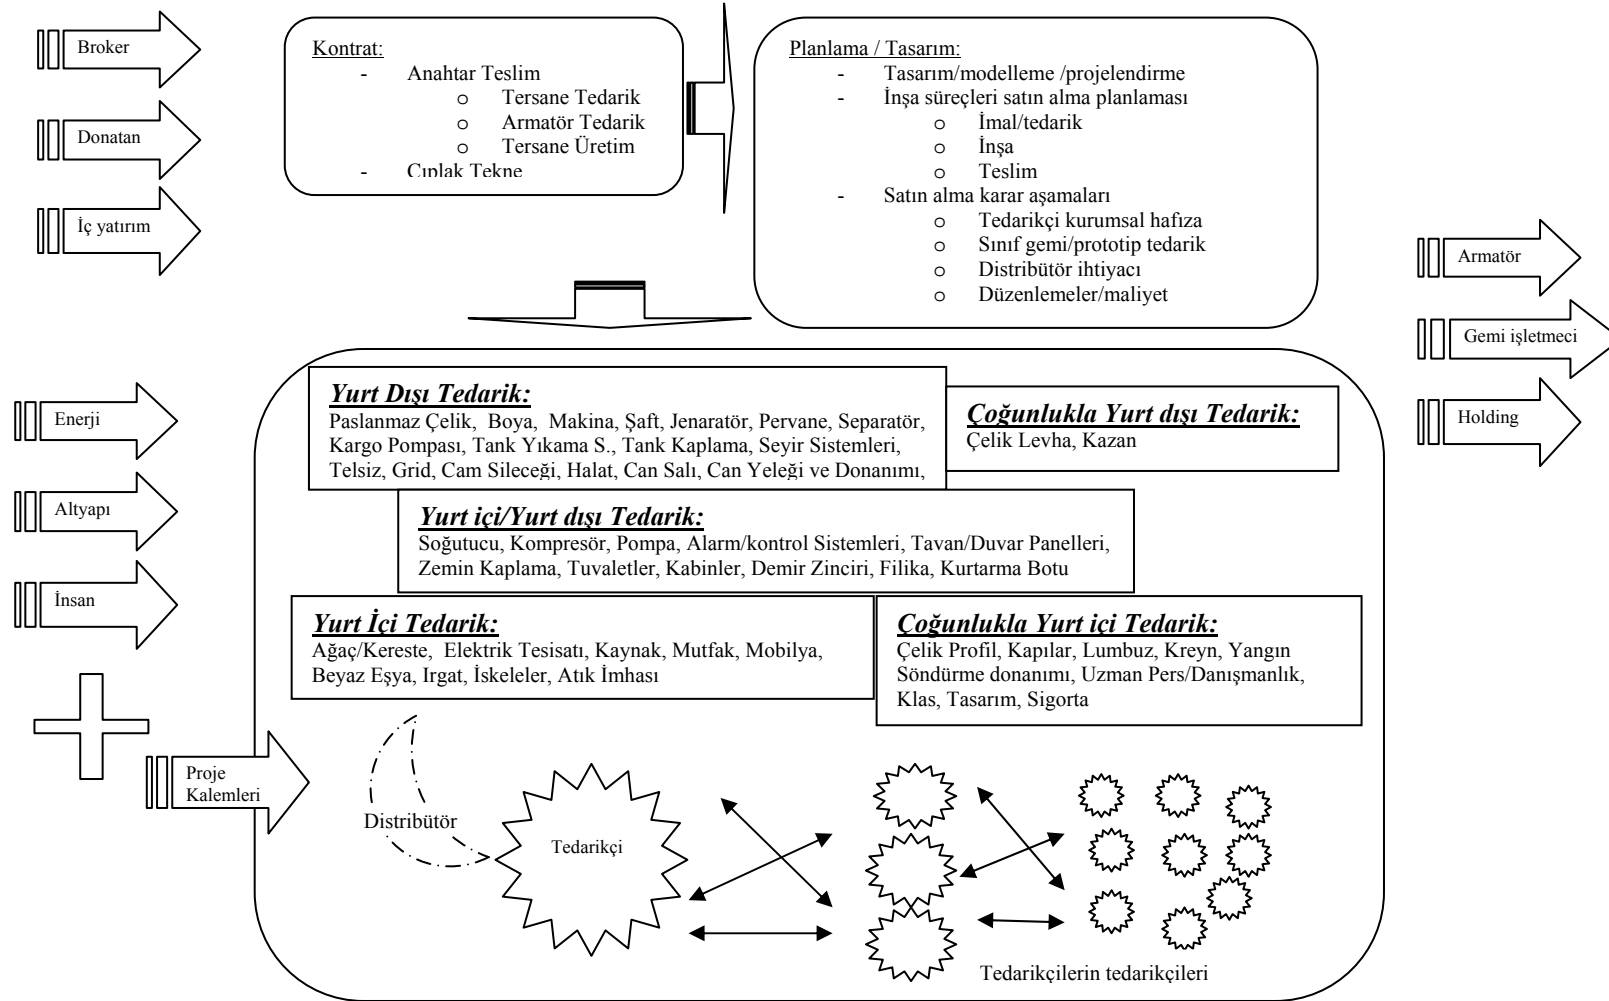 Broker
Donatan
İç yatırım
Kontrat:
- Anahtar Teslim
o Tersane Tedarik
o Armatör Tedarik
o Tersane Üretim
- Çıplak Tekne
Planlama / Tasarım:
- Tasarım/modelleme /projelendirme
- İnşa süreçleri satın alma planlaması
o İmal/tedarik
o İnşa
o Teslim
- Satın alma karar aşamaları
o Tedarikçi kurumsal hafıza
o Sınıf gemi/prototip tedarik
o Distribütör ihtiyacı
o Düzenlemeler/maliyet
Armatör
Gemi işletmeci
Holding
Enerji
Altyapı
İnsan
Proje
Kalemleri
Yurt Dışı Tedarik:
Paslanmaz Çelik, Boya, Makina, Şaft, Jenaratör, Pervane, Separatör,
Kargo Pompası, Tank Yıkama S., Tank Kaplama, Seyir Sistemleri,
Telsiz, Grid, Cam Sileceği, Halat, Can Salı, Can Yeleği ve Donanımı,
Çoğunlukla Yurt dışı Tedarik:
Çelik Levha, Kazan
Yurt içi/Yurt dışı Tedarik:
Soğutucu, Kompresör, Pompa, Alarm/kontrol Sistemleri, Tavan/Duvar Panelleri,
Zemin Kaplama, Tuvaletler, Kabinler, Demir Zinciri, Filika, Kurtarma Botu
Yurt İçi Tedarik:
Ağaç/Kereste, Elektrik Tesisatı, Kaynak, Mutfak, Mobilya,
Beyaz Eşya, Irgat, İskeleler, Atık İmhası
Çoğunlukla Yurt içi Tedarik:
Çelik Profil, Kapılar, Lumbuz, Kreyn, Yangın
Söndürme donanımı, Uzman Pers/Danışmanlık,
Klas, Tasarım, Sigorta
Distribütör
Tedarikçi
Tedarikçilerin tedarikçileri